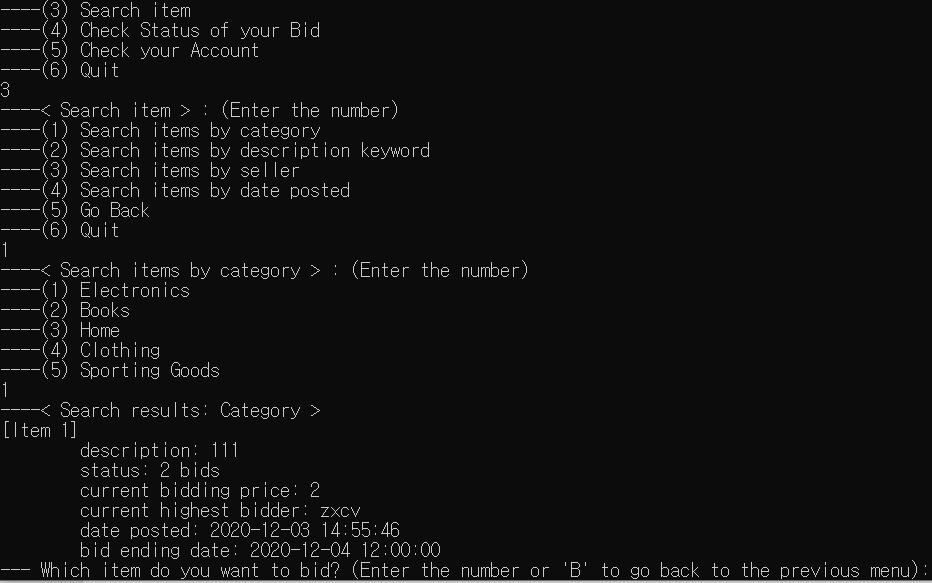 ----(3) Search item
----(4) Check Status of your Bid
----(5) Check your Account
----(6) Quit
3
----< Search item > : (Enter the number)
----(1) Search items by category
----(2) Search items by description keyword
----(3) Search items by seller
----(4) Search items by date posted
----(5) Go Back
----(6) Quit
1
----< Search items by category > : (Enter the number)
----(1) Electronics
----(2) Books
----(3) Home
----(4) Clothing
----(5) Sporting Goods
1
----< Search results: Category >
[Item 1]
        description: 111
        status: 2 bids
        current bidding price: 2
        current highest bidder: zxcv
        date posted: 2020-12-03 14:55:46
        bid ending date: 2020-12-04 12:00:00
--- Which item do you want to bid? (Enter the number or 'B' to go back to the previous menu):